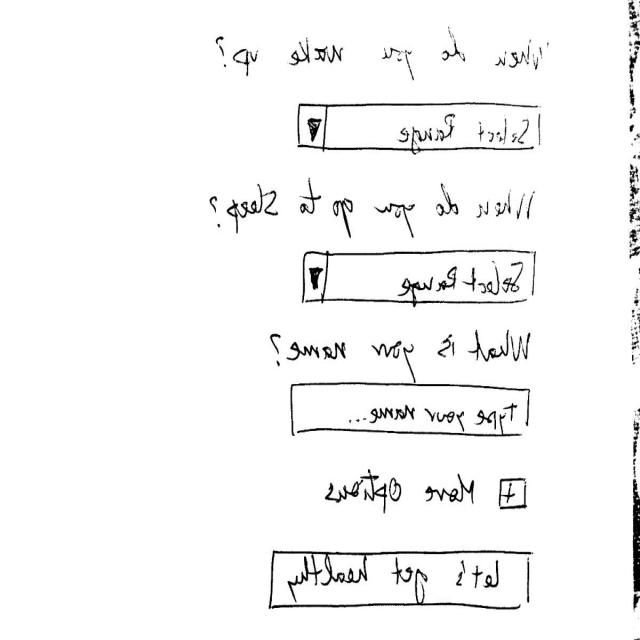 When do you wake up?
Select Range
When do you go to sleep?
Select Range
What is your name?
Type your name...
+ More Options
Let's get healthy